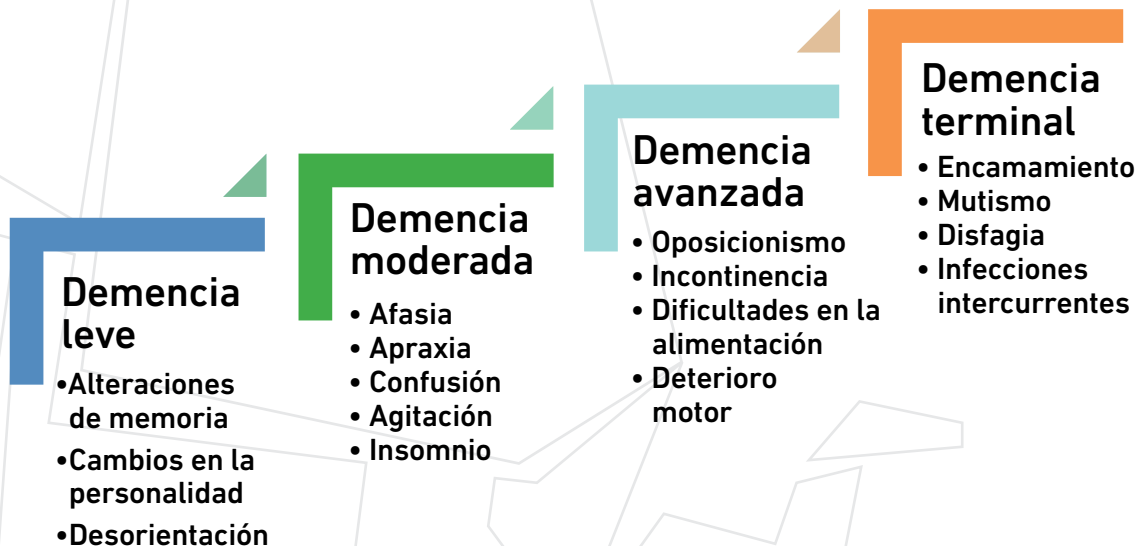 Demencia
leve
•Alteraciones
de memoria
•Cambios en la
personalidad
•Desorientación
Demencia
moderada
• Afasia
• Apraxia
• Confusión
• Agitación
• Insomnio
Demencia
avanzada
• Oposicionismo
• Incontinencia
• Dificultades en la
alimentación
• Deterioro
motor
Demencia
terminal
• Encamamiento
• Mutismo
• Disfagia
• Infecciones
intercurrentes